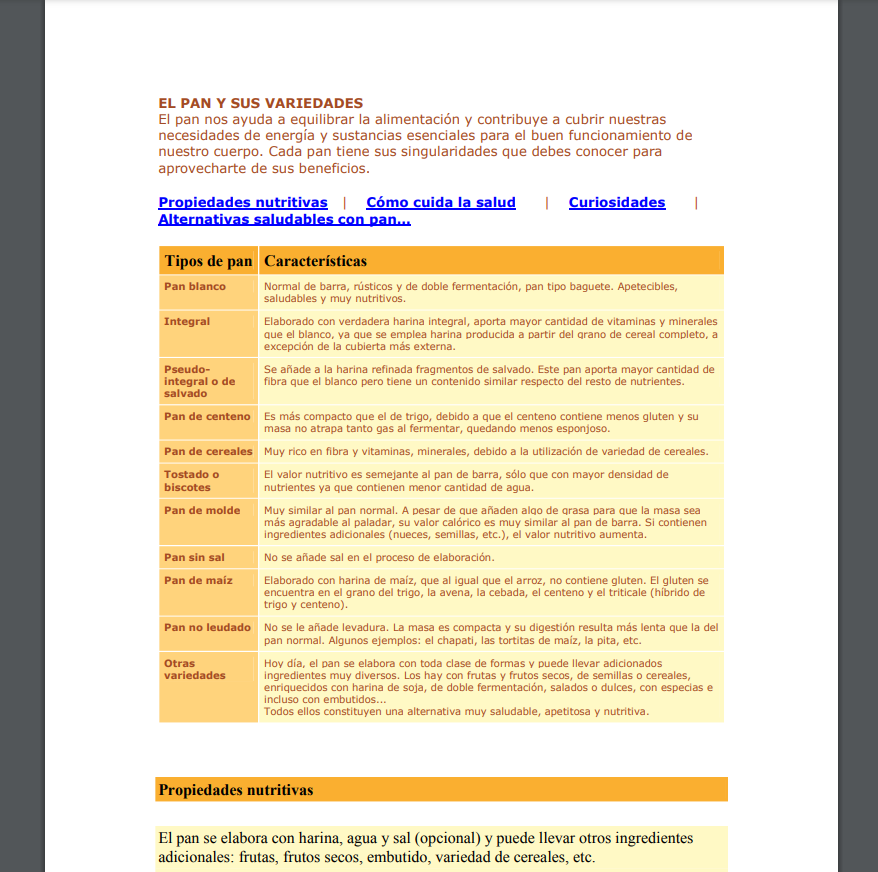 EL PAN Y SUS VARIEDADES
El pan nos ayuda a equilibrar la alimentación y contribuye a cubrir nuestras
necesidades de energía y sustancias esenciales para el buen funcionamiento de
nuestro cuerpo. Cada pan tiene sus singularidades que debes conocer para
aprovecharte de sus beneficios.
Propiedades nutritivas | Cómo cuida la salud | Curiosidades |
Alternativas saludables con pan...
Tipos de pan Características
Pan blanco Normal de barra, rústicos y de doble fermentación, pan tipo baguete. Apetecibles,
saludables y muy nutritivos.
Integral Elaborado con verdadera harina integral, aporta mayor cantidad de vitaminas y minerales
que el blanco, ya que se emplea harina producida a partir del grano de cereal completo, a
excepción de la cubierta más externa.
Pseudo- Se añade a la harina refinada fragmentos de salvado. Este pan aporta mayor cantidad de
integral o de fibra que el blanco pero tiene un contenido similar respecto del resto de nutrientes.
salvado
Pan de centeno Es más compacto que el de trigo, debido a que el centeno contiene menos gluten y su
masa no atrapa tanto gas al fermentar, quedando menos esponjoso.
Pan de cereales Muy rico en fibra y vitaminas, minerales, debido a la utilización de variedad de cereales.
Tostado o El valor nutritivo es semejante al pan de barra, sólo que con mayor densidad de
biscotes nutrientes ya que contienen menor cantidad de agua.
Pan de molde Muy similar al pan normal. A pesar de que añaden algo de grasa para que la masa sea
más agradable al paladar, su valor calórico es muy similar al pan de barra. Si contienen
ingredientes adicionales (nueces, semillas, etc.), el valor nutritivo aumenta.
Pan sin sal No se añade sal en el proceso de elaboración.
Pan de maíz Elaborado con harina de maíz, que al igual que el arroz, no contiene gluten. El gluten se
encuentra en el grano del trigo, la avena, la cebada, el centeno y el triticale (híbrido de
trigo y centeno).
Pan no leudado No se le añade levadura. La masa es compacta y su digestión resulta más lenta que la del
pan normal. Algunos ejemplos: el chapati, las tortitas de maíz, la pita, etc.
Otras Hoy día, el pan se elabora con toda clase de formas y puede llevar adicionados
variedades ingredientes muy diversos. Los hay con frutas y frutos secos, de semillas o cereales,
enriquecidos con harina de soja, de doble fermentación, salados o dulces, con especias e
incluso con embutidos...
Todos ellos constituyen una alternativa muy saludable, apetitosa y nutritiva.
Propiedades nutritivas
El pan se elabora con harina, agua y sal (opcional) y puede llevar otros ingredientes
adicionales: frutas, frutos secos, embutido, variedad de cereales, etc.